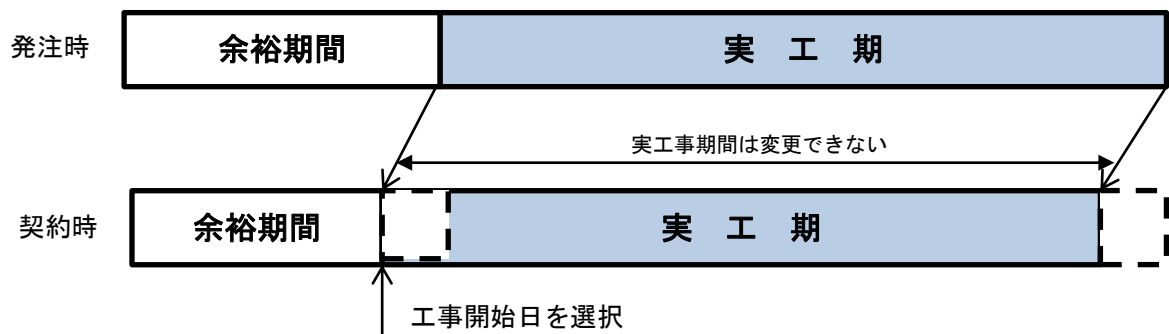 発注時
余裕期間
実　工　期
実工事期間は変更できない
契約時
余裕期間
実　工　期
工事開始日を選択